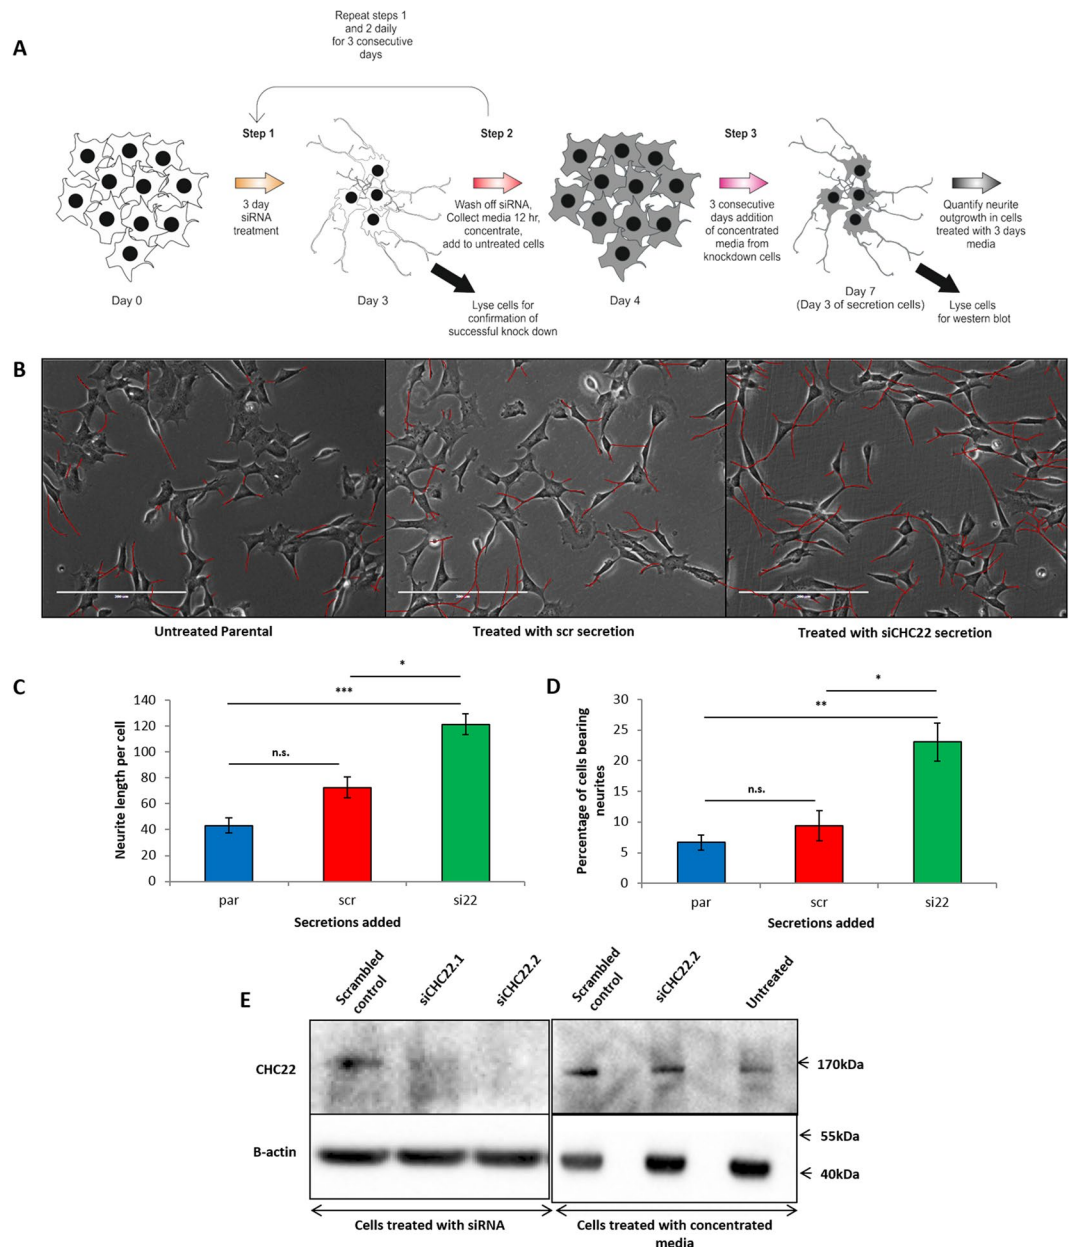 Repeat steps 1
and 2 daily
for 3 consecutive
days
A
Step 1
Step 2
Step 3
3 day
siRNA
treatment
Wash off siRNA,
Collect media 12 hr,
concentrate,
add to untreated cells
3 consecutive
days addition
of concentrated
media from
knockdown cells
Quantify neurite
outgrowth in cells
treated with 3 days
media
Day 0
Day 3
Day 4
Day 7
(Day 3 of secretion cells)
Lyse cells for
confirmation of
successful knock down
Lyse cells
for western blot
B
Untreated Parental
Treated with scr secretion
Treated with siCHC22 secretion
C
Neurite length per cell
140
120
100
80
60
40
20
0
n.s.
***
*
par
scr
si22
Secretions added
D
Percentage of cells bearing
neurites
30
25
20
15
10
5
0
n.s.
**
*
par
scr
si22
Secretions added
E
Scrambled
control
siCHC22.1
siCHC22.2
Scrambled
control
siCHC22.2
Untreated
CHC22
170kDa
B-actin
55kDa
40kDa
Cells treated with siRNA
Cells treated with concentrated
media